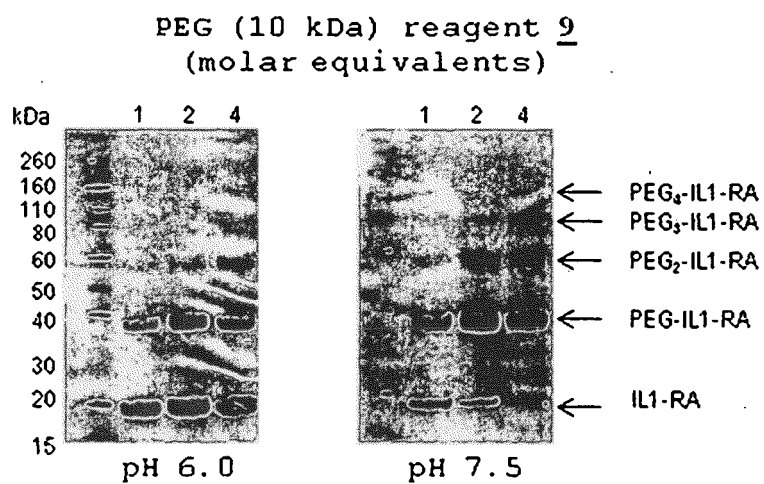 PEG (10 kDa) reagent 9
(molar equivalents)
kDa 1 2 4 1 2 4
260
160
110
80
60
50
40
30
20
15
PEG₄-IL1-RA
PEG₃-IL1-RA
PEG₂-IL1-RA
PEG-IL1-RA
IL1-RA
pH 6.0 pH 7.5